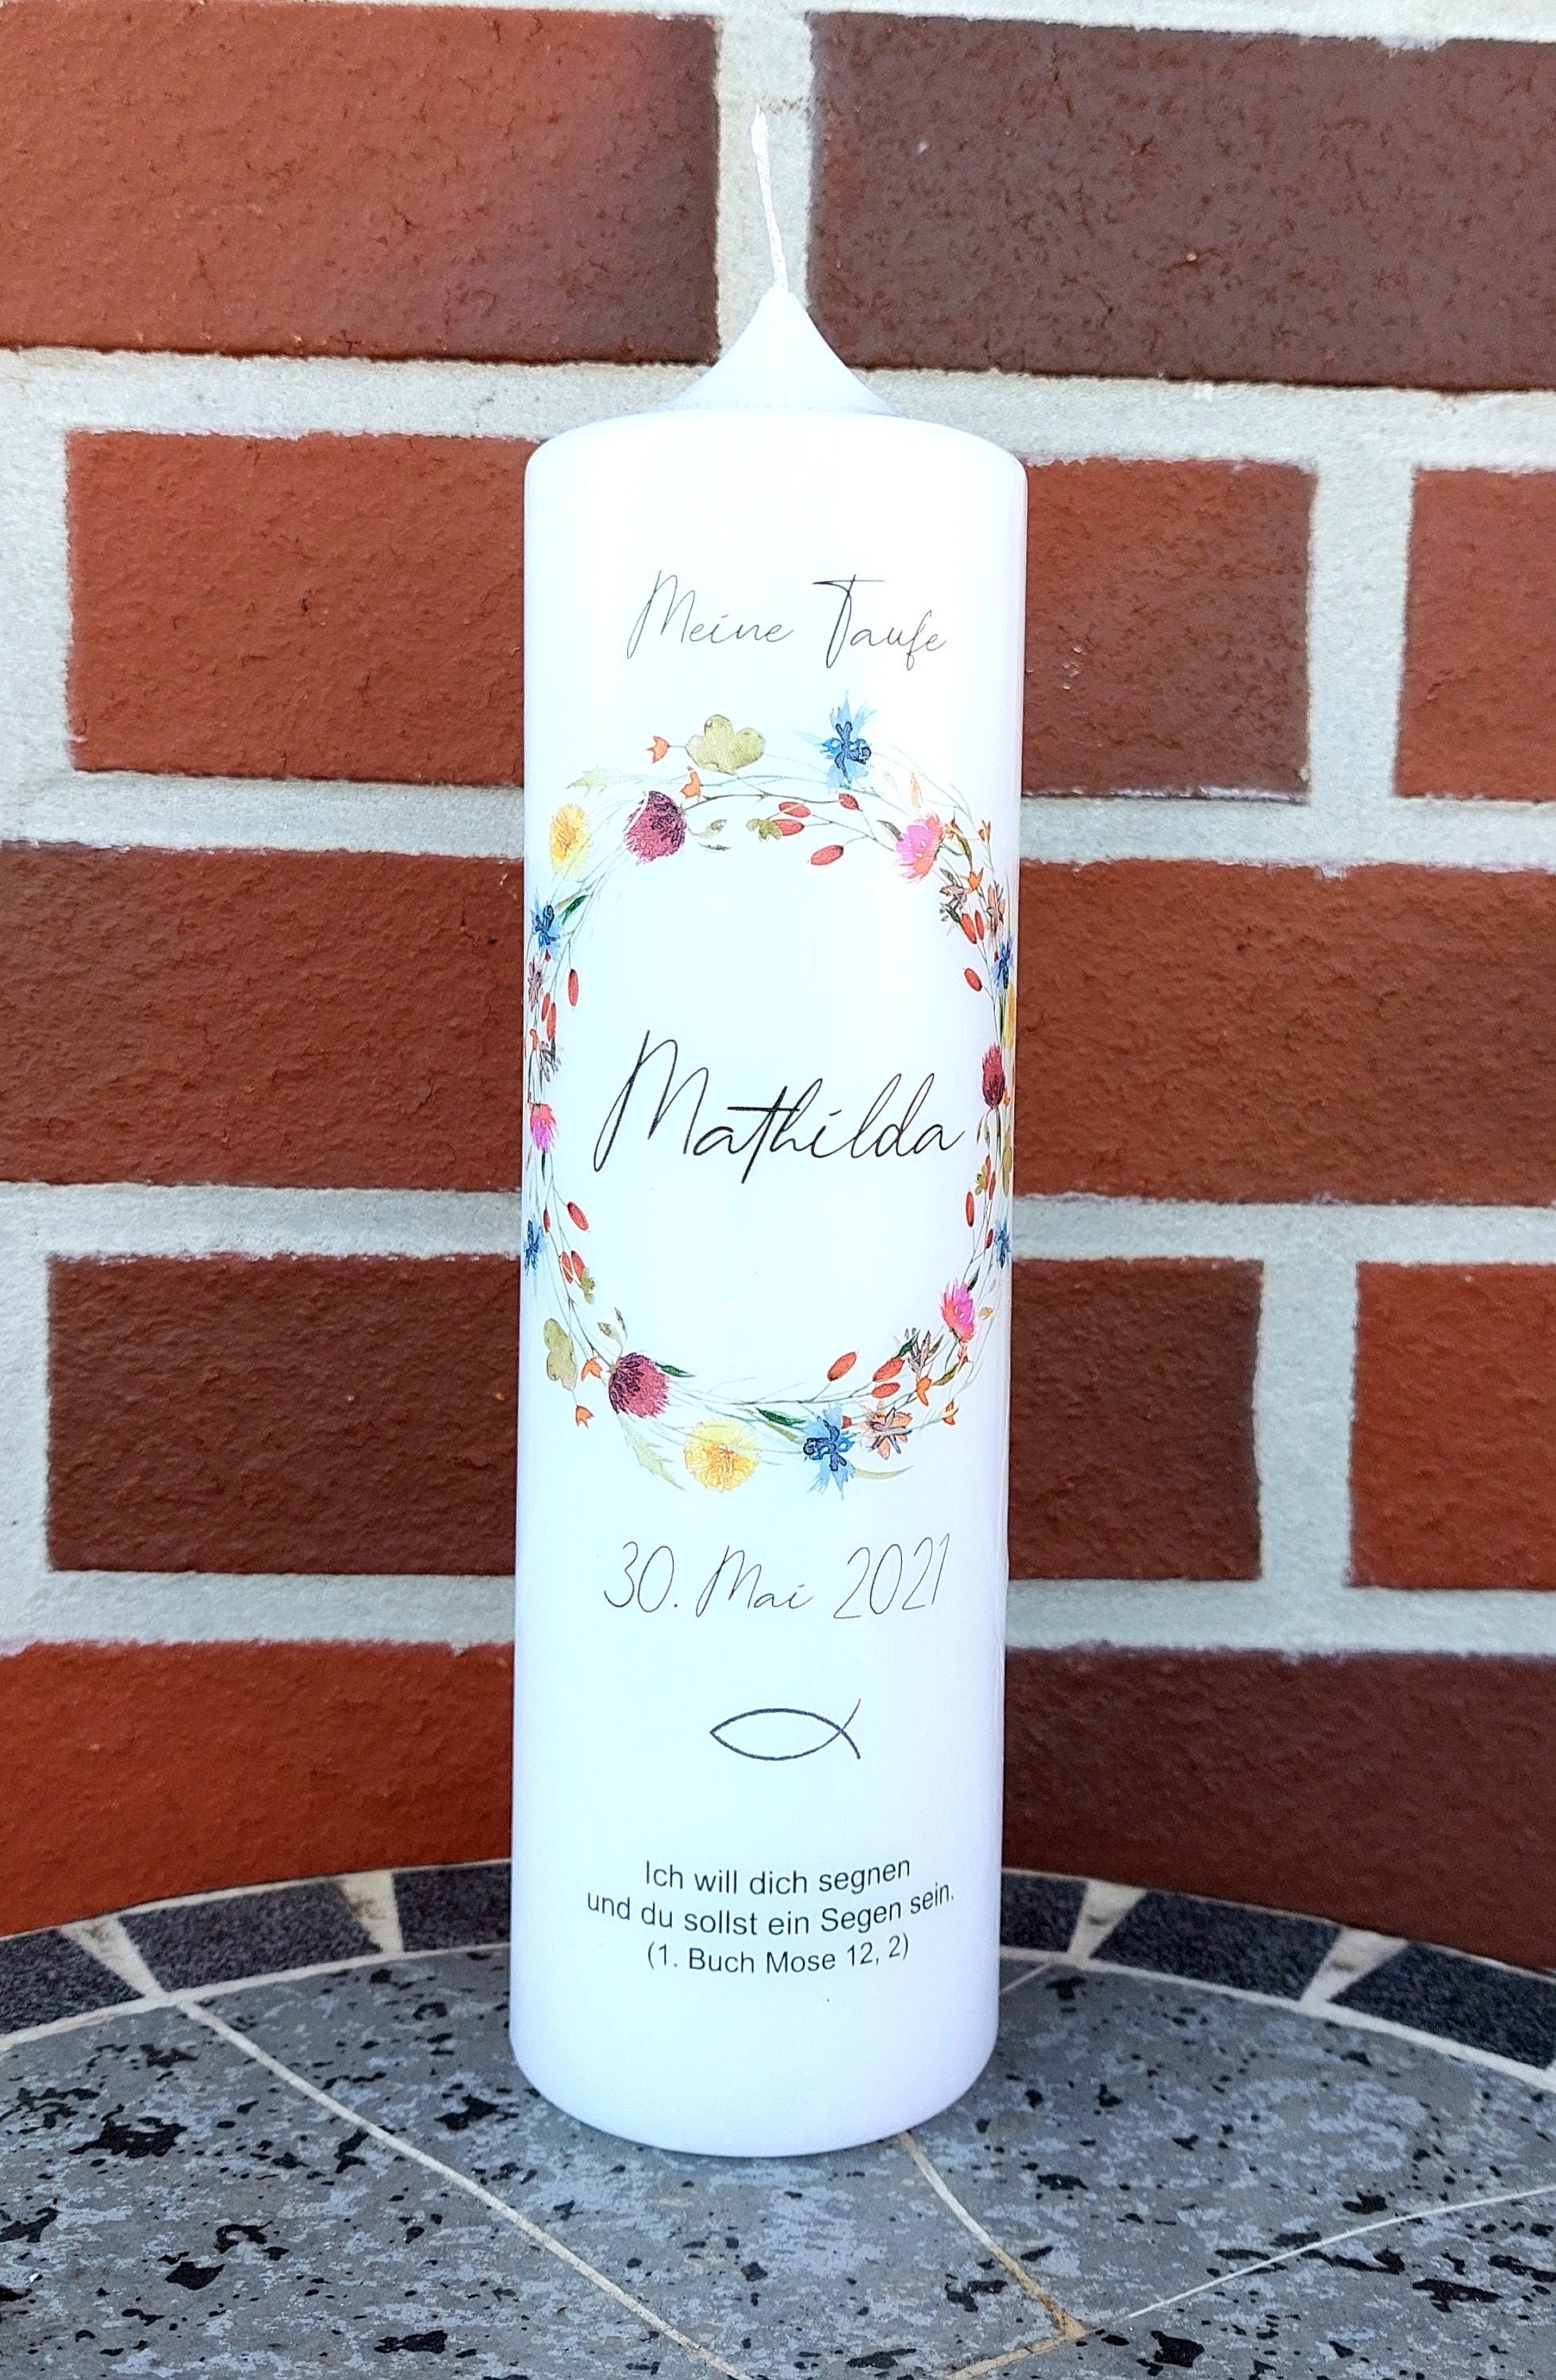 Meine Taufe
Mathilda
30. Mai 2021
Ich will dich segnen
und du sollst ein Segen sein.
(1. Buch Mose 12, 2)